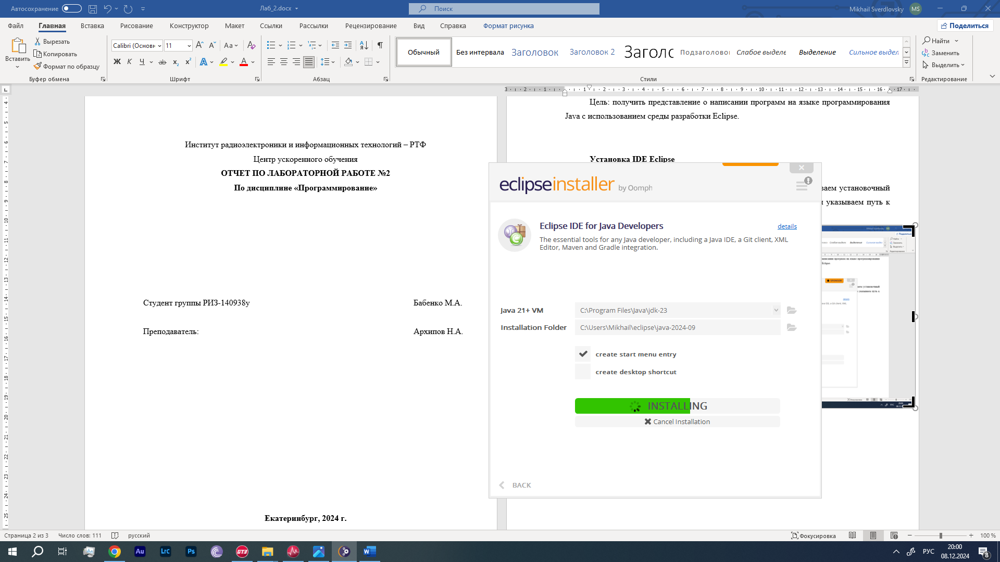 Автосохранение
Лаб_2.docx
Поиск
Mikhail Sverdlovsky
MS
Файл
Главная
Вставка
Рисование
Конструктор
Макет
Ссылки
Рассылки
Рецензирование
Вид
Справка
Формат рисунка
Поделиться
Вставить
Вырезать
Копировать
Формат по образцу
Буфер обмена
Calibri (Основн
11
Шрифт
Абзац
Обычный
Без интервала
Заголовок
Заголовок 2
Заголо
Подзаголовок
Слабое выделе
Выделение
Сильное выдел
Стили
Найти
Заменить
Выделить
Редактирование
Институт радиоэлектроники и информационных технологий – РТФ
Центр ускоренного обучения
ОТЧЕТ ПО ЛАБОРАТОРНОЙ РАБОТЕ №2
По дисциплине «Программирование»
Студент группы РИЗ-140938у
Бабенко М.А.
Преподаватель:
Архипов Н.А.
Екатеринбург, 2024 г.
Цель: получить представление о написании программ на языке программирования
Java с использованием среды разработки Eclipse.
Установка IDE Eclipse
ваем установочный
указываем путь к
eclipseinstaller by Oomph
Eclipse IDE for Java Developers
details
The essential tools for any Java developer, including a Java IDE, a Git client, XML
Editor, Maven and Gradle integration.
Java 21+ VM
C:\Program Files\Java\jdk-23
Installation Folder
C:\Users\Mikhail\eclipse\java-2024-09
create start menu entry
create desktop shortcut
INSTALLING
Cancel Installation
BACK
Страница 2 из 3
Число слов: 111
русский
Фокусировка
100 %
Au
LrC
Ps
GT3
РУС
20:00
08.12.2024
8